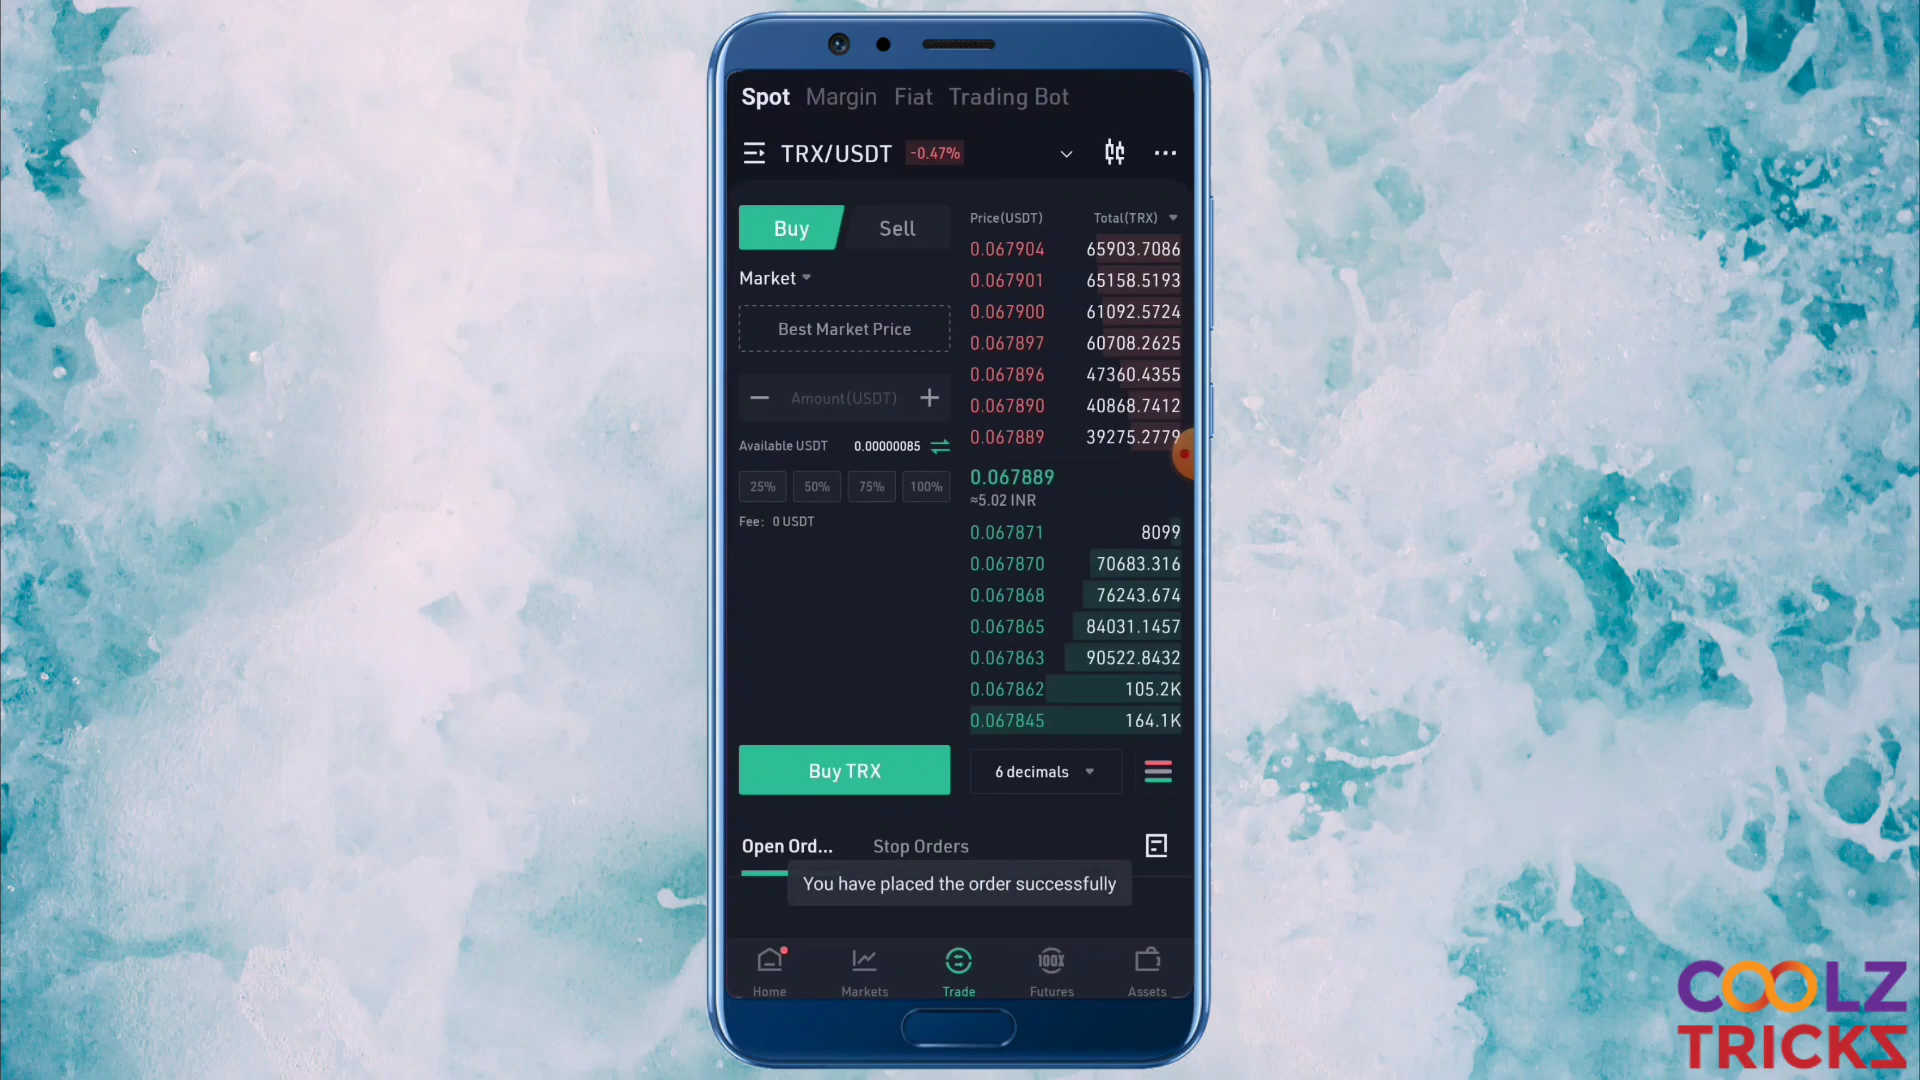 Spot Margin Fiat Trading Bot
TRX/USDT -0.47%
Buy Sell
Market
Best Market Price
Amount(USDT)
Available USDT 0.00000085
25% 50% 75% 100%
Fee: 0 USDT
Price(USDT) Total(TRX)
0.067904 65903.7086
0.067901 65158.5193
0.067900 61092.5724
0.067897 60708.2625
0.067896 47360.4355
0.067890 40868.7412
0.067889 39275.2779
0.067889
≈5.02 INR
0.067871 8099
0.067870 70683.316
0.067868 76243.674
0.067865 84031.1457
0.067863 90522.8432
0.067862 105.2K
0.067845 164.1K
Buy TRX
6 decimals
Open Ord... Stop Orders
You have placed the order successfully
100X
Home Markets Trade Futures Assets
COOLZ
TRICKS